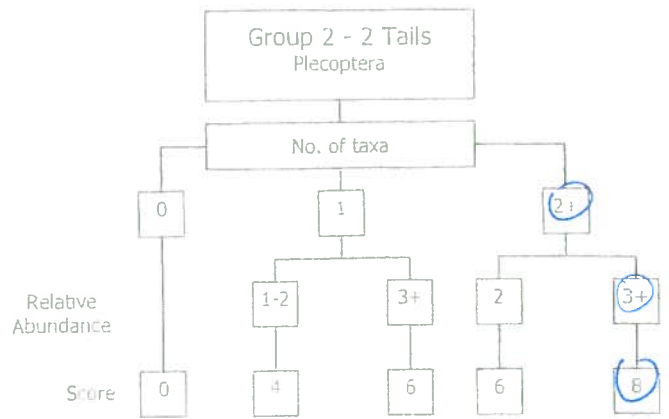 Group 2 - 2 Tails
Plecoptera
No. of taxa
0 1 2+
Relative
Abundance
1-2 3+ 2 3+
Score 0 4 6 6 8